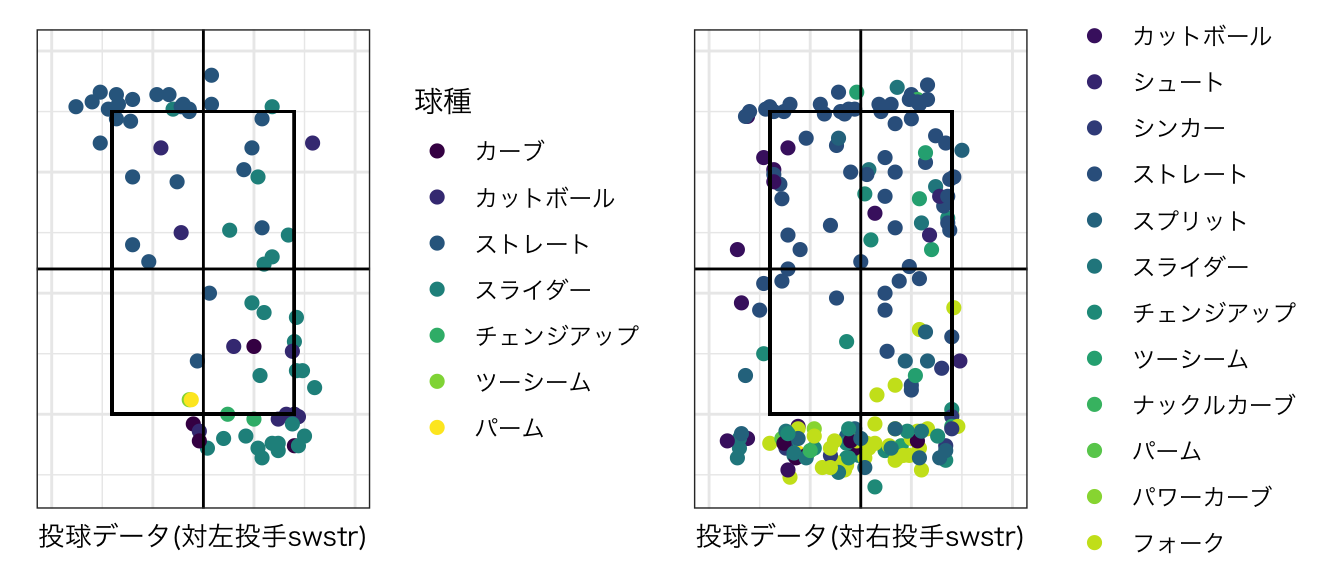 球種
カーブ
カットボール
ストレート
スライダー
チェンジアップ
ツーシーム
パーム
投球データ(対左投手swstr)
カットボール
シュート
シンカー
ストレート
スプリット
スライダー
チェンジアップ
ツーシーム
ナックルカーブ
パーム
パワーカーブ
フォーク
投球データ(対右投手swstr)